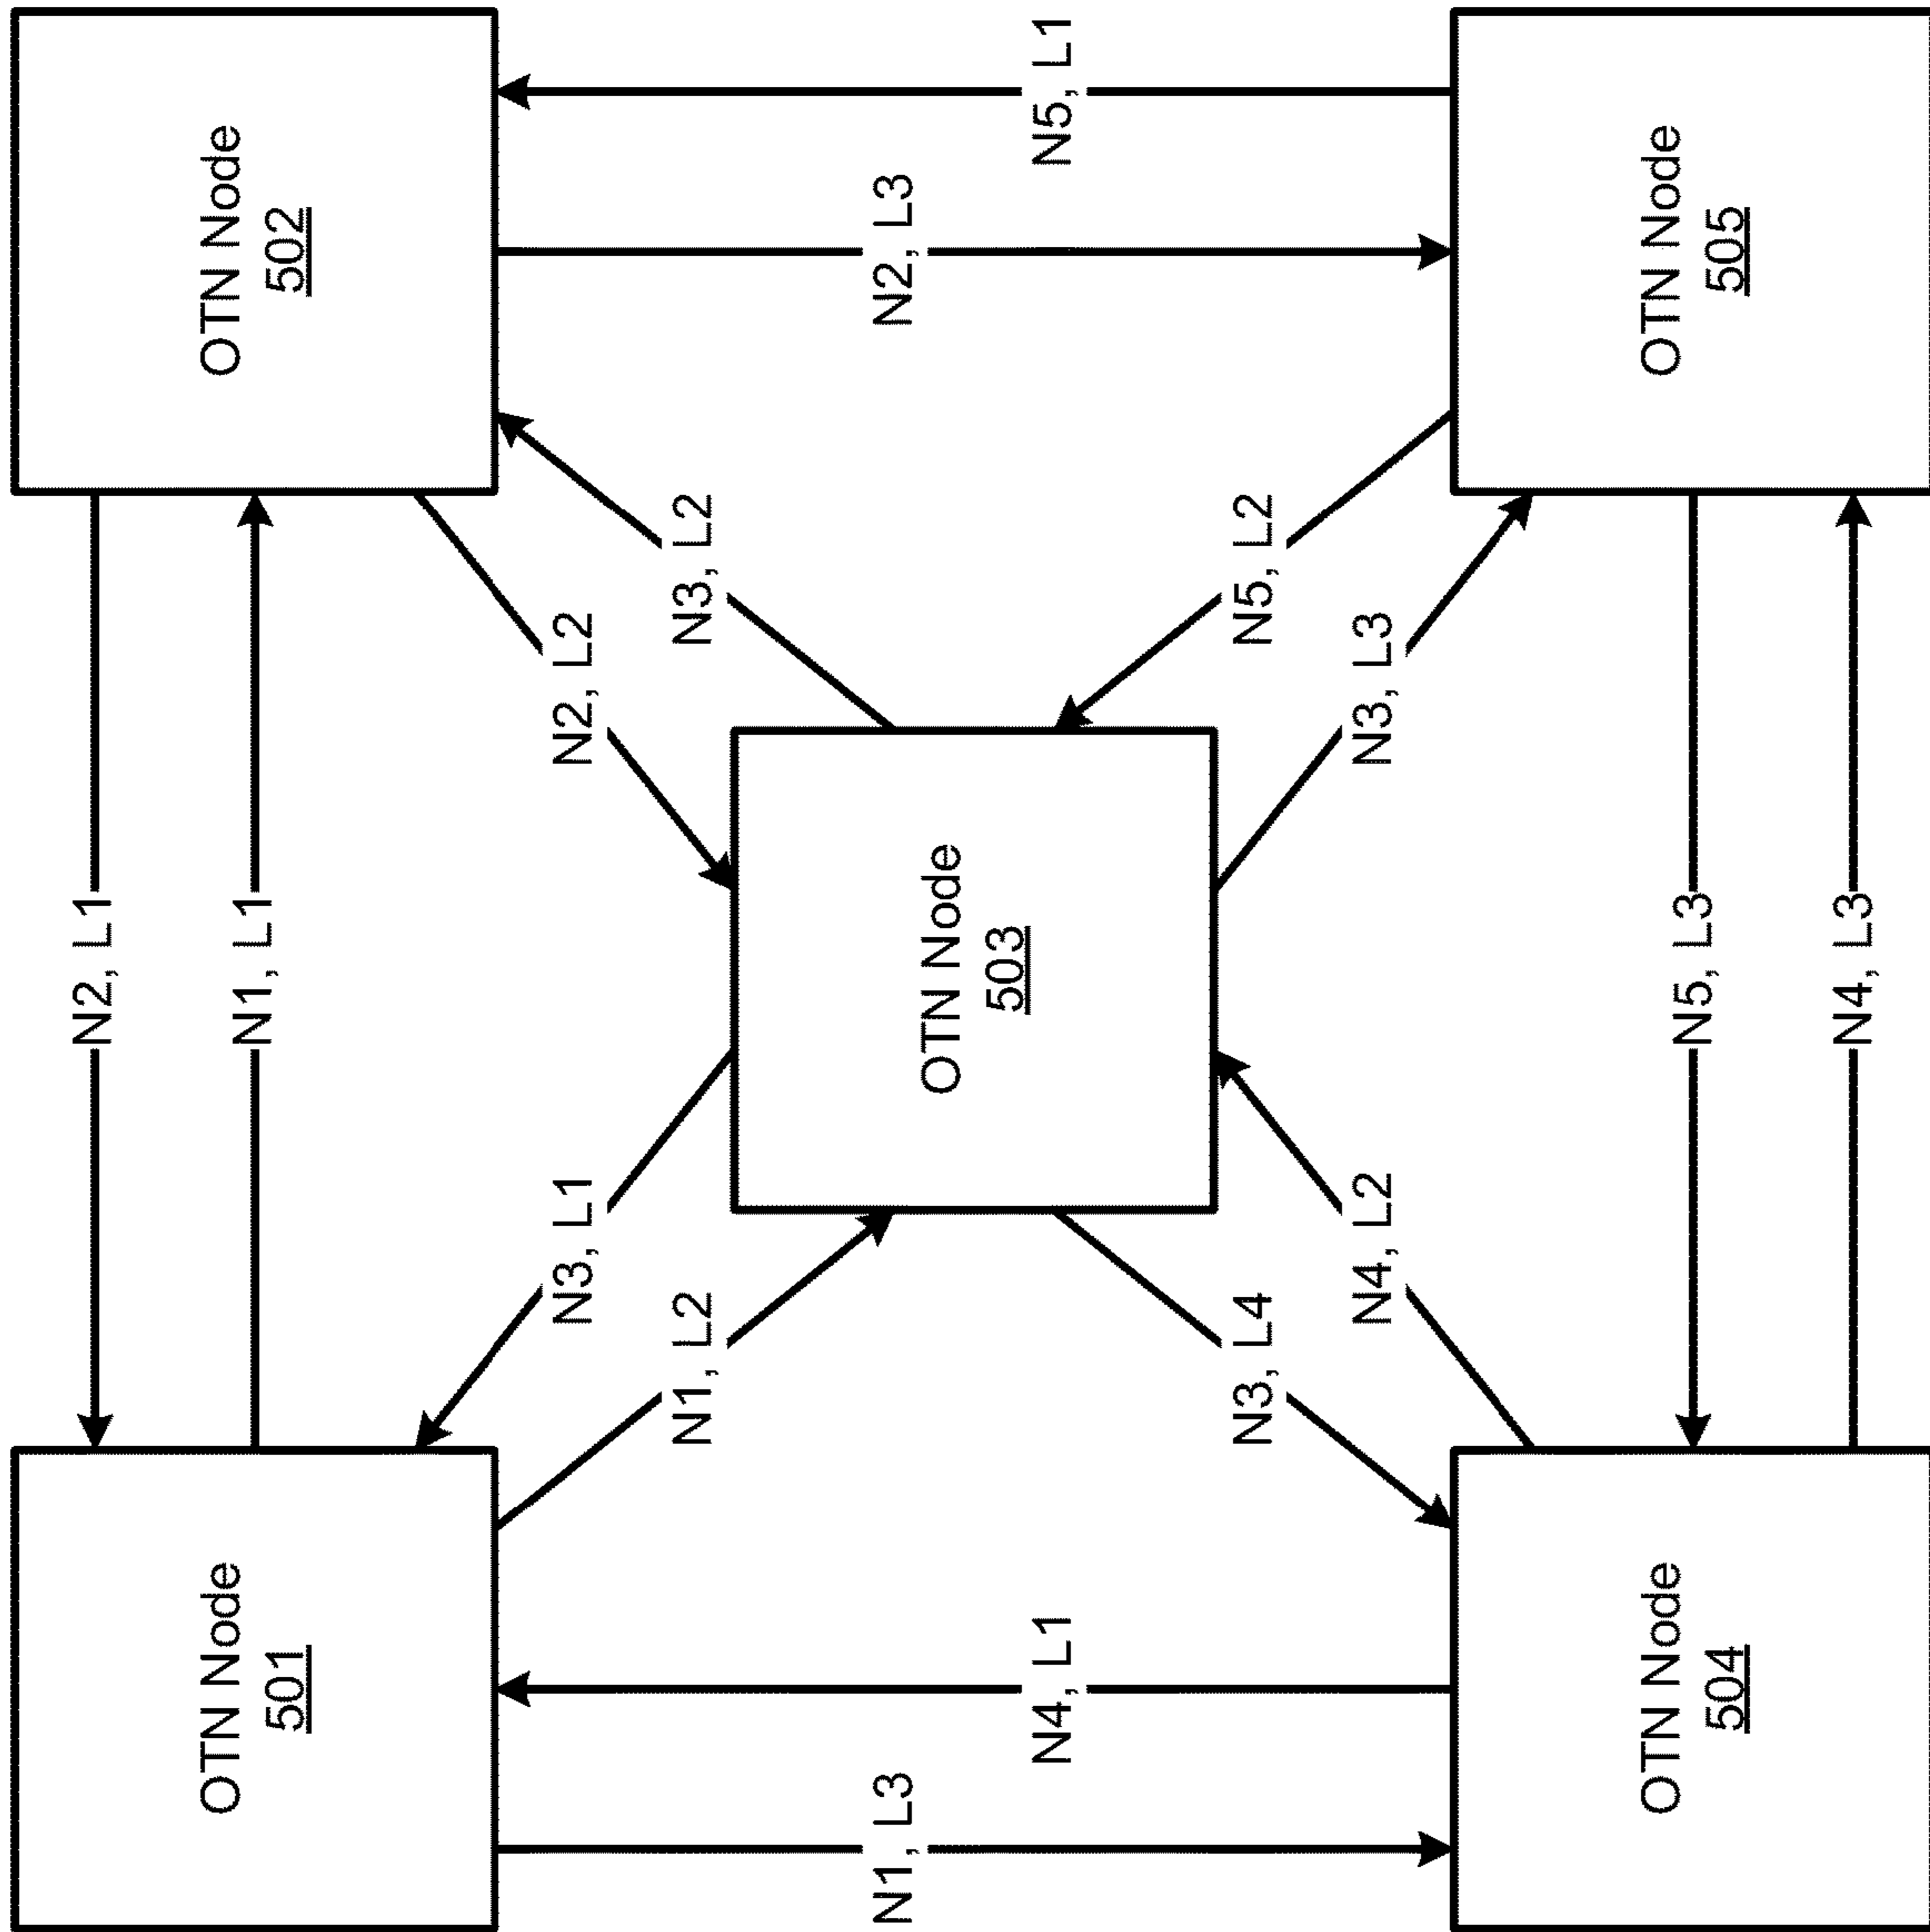 N2, L1
OTN Node
501
N1, L1
OTN Node
502
N3, L1
N2, L2
N1, L2
N3, L2
N1, L3
OTN Node
503
N2, L3
N4, L1
N5, L1
N3, L4
N5, L2
N4, L2
N3, L3
OTN Node
504
N5, L3
OTN Node
505
N4, L3